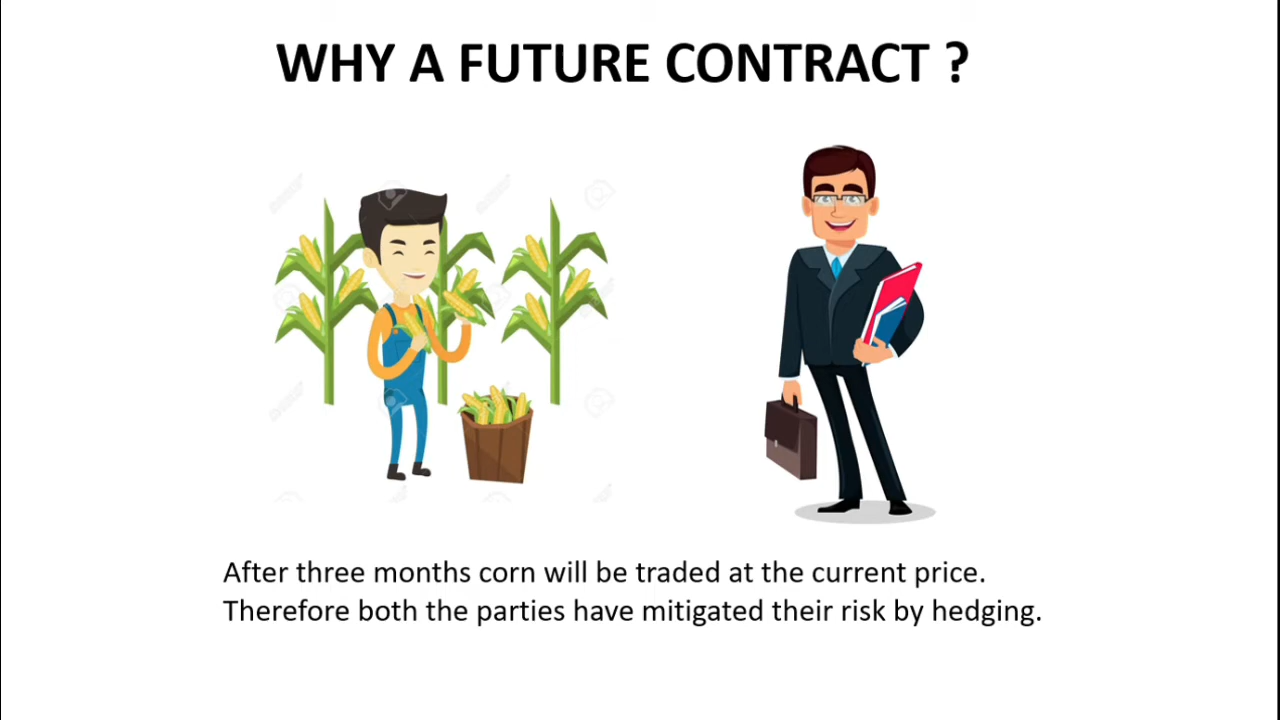 WHY A FUTURE CONTRACT ?
After three months corn will be traded at the current price.
Therefore both the parties have mitigated their risk by hedging.